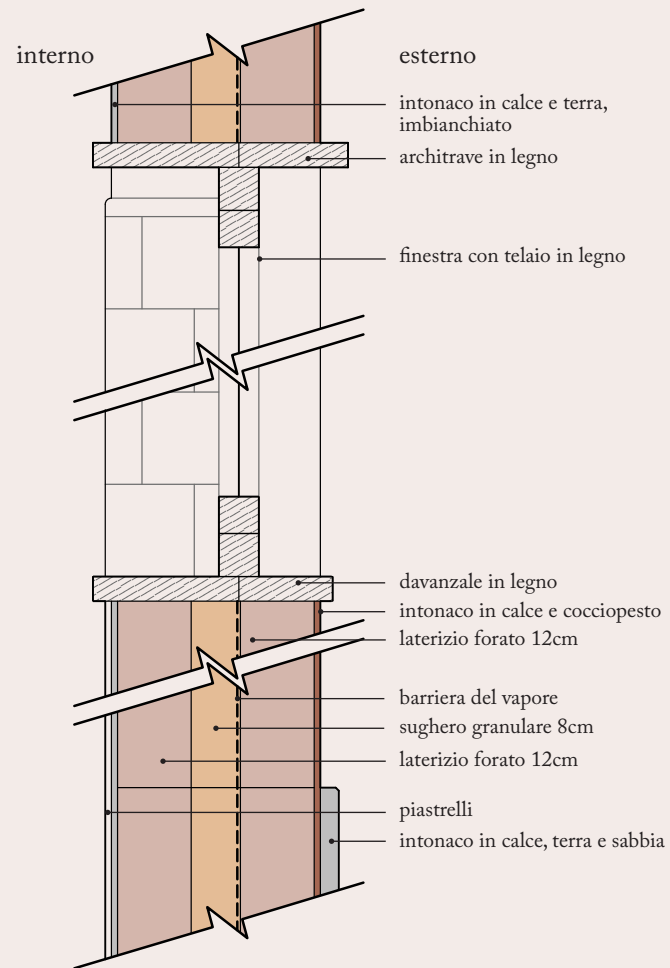 interno
esterno
intonaco in calce e terra,
imbianchiato
architrave in legno
finestra con telaio in legno
davanzale in legno
intonaco in calce e cocciopesto
laterizio forato 12cm
barriera del vapore
sughero granulare 8cm
laterizio forato 12cm
piastrelli
intonaco in calce, terra e sabbia